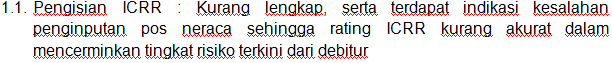 1.1. Pengisian ICRR : Kurang lengkap, serta terdapat indikasi kesalahan
penginputan pos neraca sehingga rating ICRR kurang akurat dalam
mencerminkan tingkat risiko terkini dari debitur